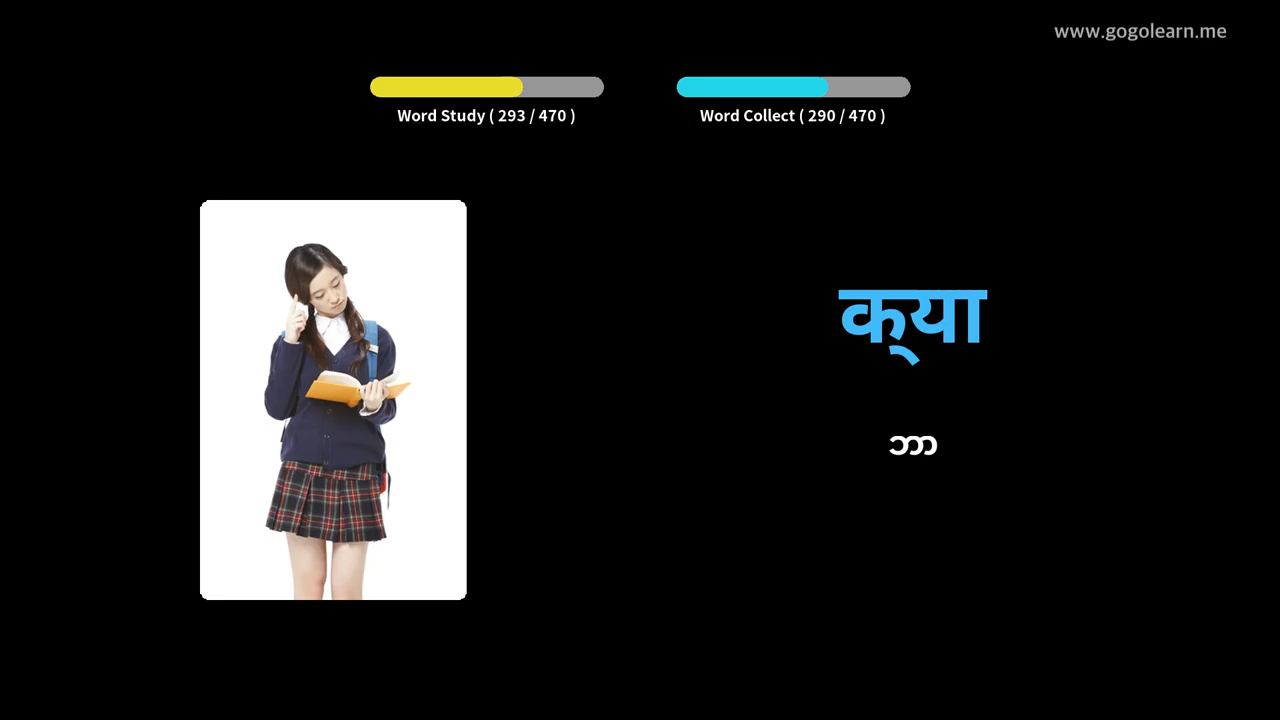 www.gogolearn.me
Word Study ( 293 / 470 )
Word Collect ( 290 / 470 )
क्‌या
ဘာ